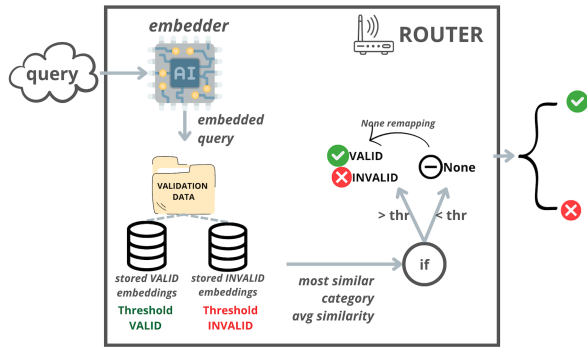 embedder
ROUTER
query
AI
embedded
query
None remapping
VALID
INVALID
None
VALIDATION
DATA
> thr
< thr
if
stored VALID
embeddings
stored INVALID
embeddings
Threshold
VALID
Threshold
INVALID
most similar
category
avg similarity